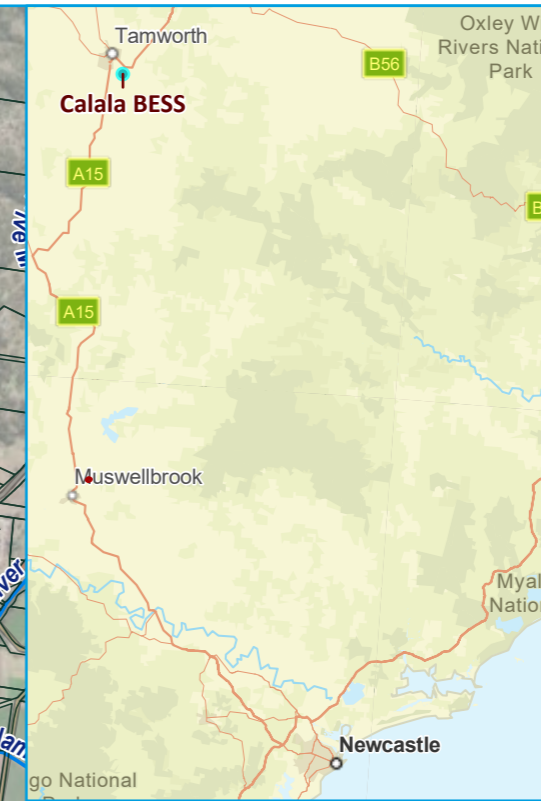 Oxley W
Rivers Nati
Park
Tamworth
B56
Calala BESS
A15
A15
Muswellbrook
Myal
Nation
Newcastle
go National